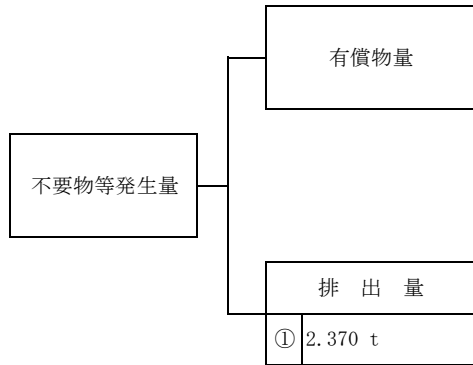 有償物量
不要物等発生量
排 出 量
① 2.370 t